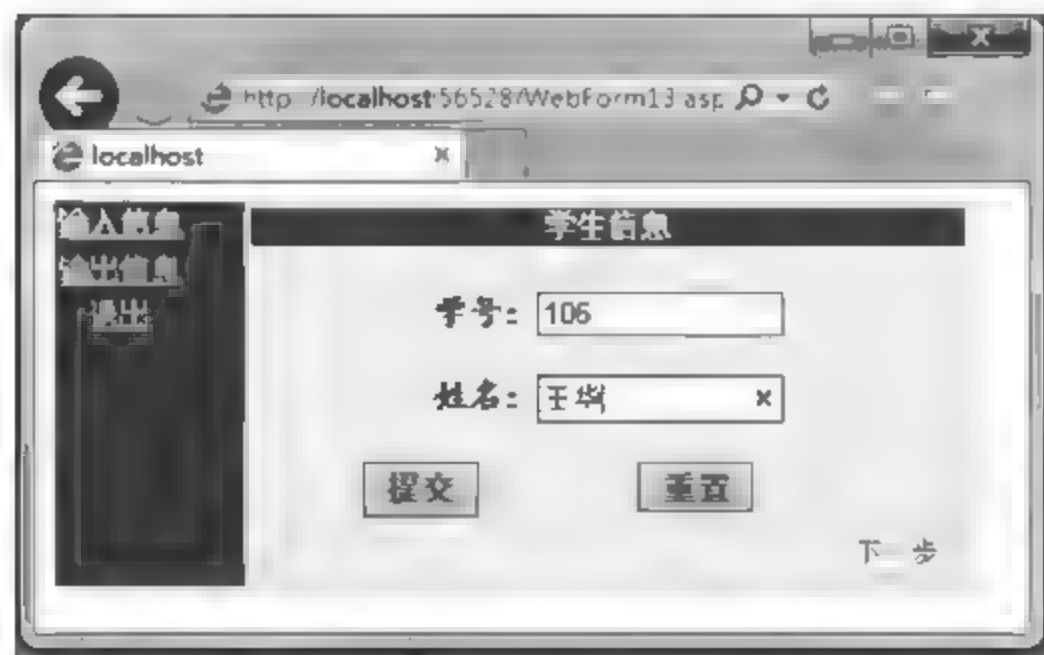 http //localhost:56528/WebForm13 asp
localhost
输入信息
输出信息
退出
学生信息
学号: 106
姓名: 王华
提交 重置
下一步